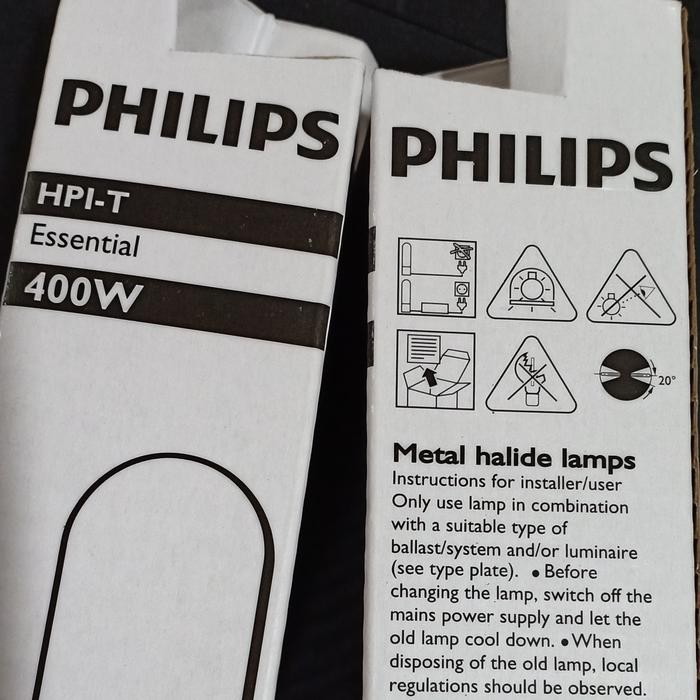 PHILIPS
HPI-T
Essential
400W
PHILIPS
20°
Metal halide lamps
Instructions for installer/user
Only use lamp in combination
with a suitable type of
ballast/system and/or luminaire
(see type plate). • Before
changing the lamp, switch off the
mains power supply and let the
old lamp cool down. • When
disposing of the old lamp, local
regulations should be observed.